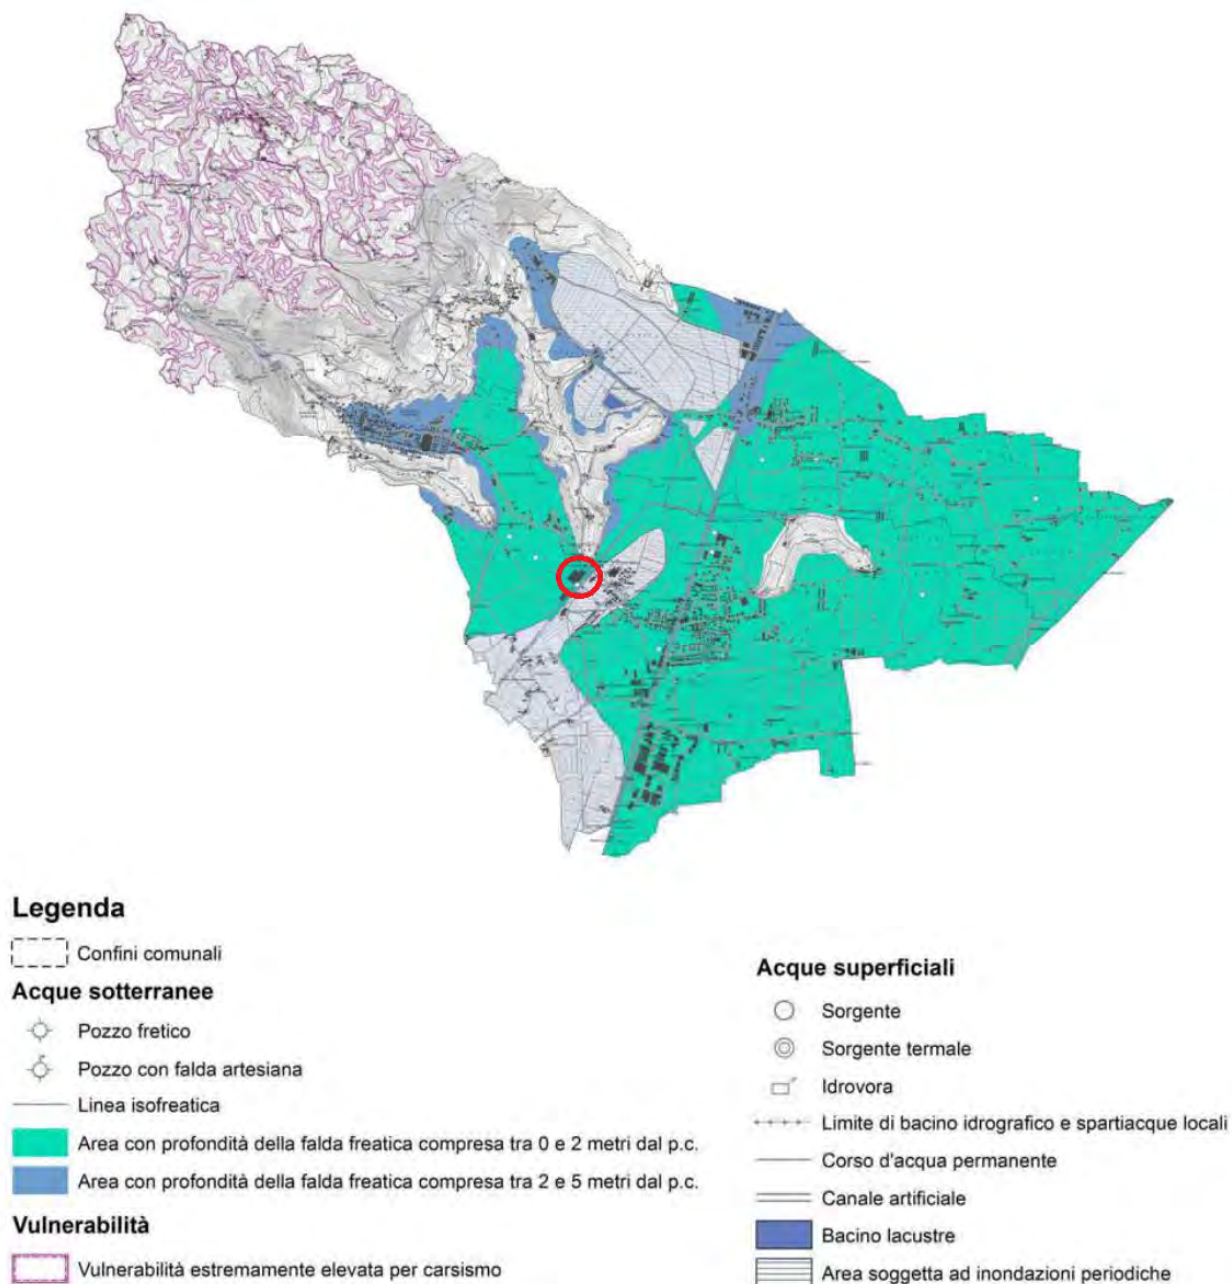 Legenda
Confini comunali
Acque sotterranee
Pozzo fretico
Pozzo con falda artesiana
Linea isofreatica
Area con profondità della falda freatica compresa tra 0 e 2 metri dal p.c.
Area con profondità della falda freatica compresa tra 2 e 5 metri dal p.c.
Vulnerabilità
Vulnerabilità estremamente elevata per carsismo
Acque superficiali
Sorgente
Sorgente termale
Idrovora
Limite di bacino idrografico e spartiacque locali
Corso d'acqua permanente
Canale artificiale
Bacino lacustre
Area soggetta ad inondazioni periodiche